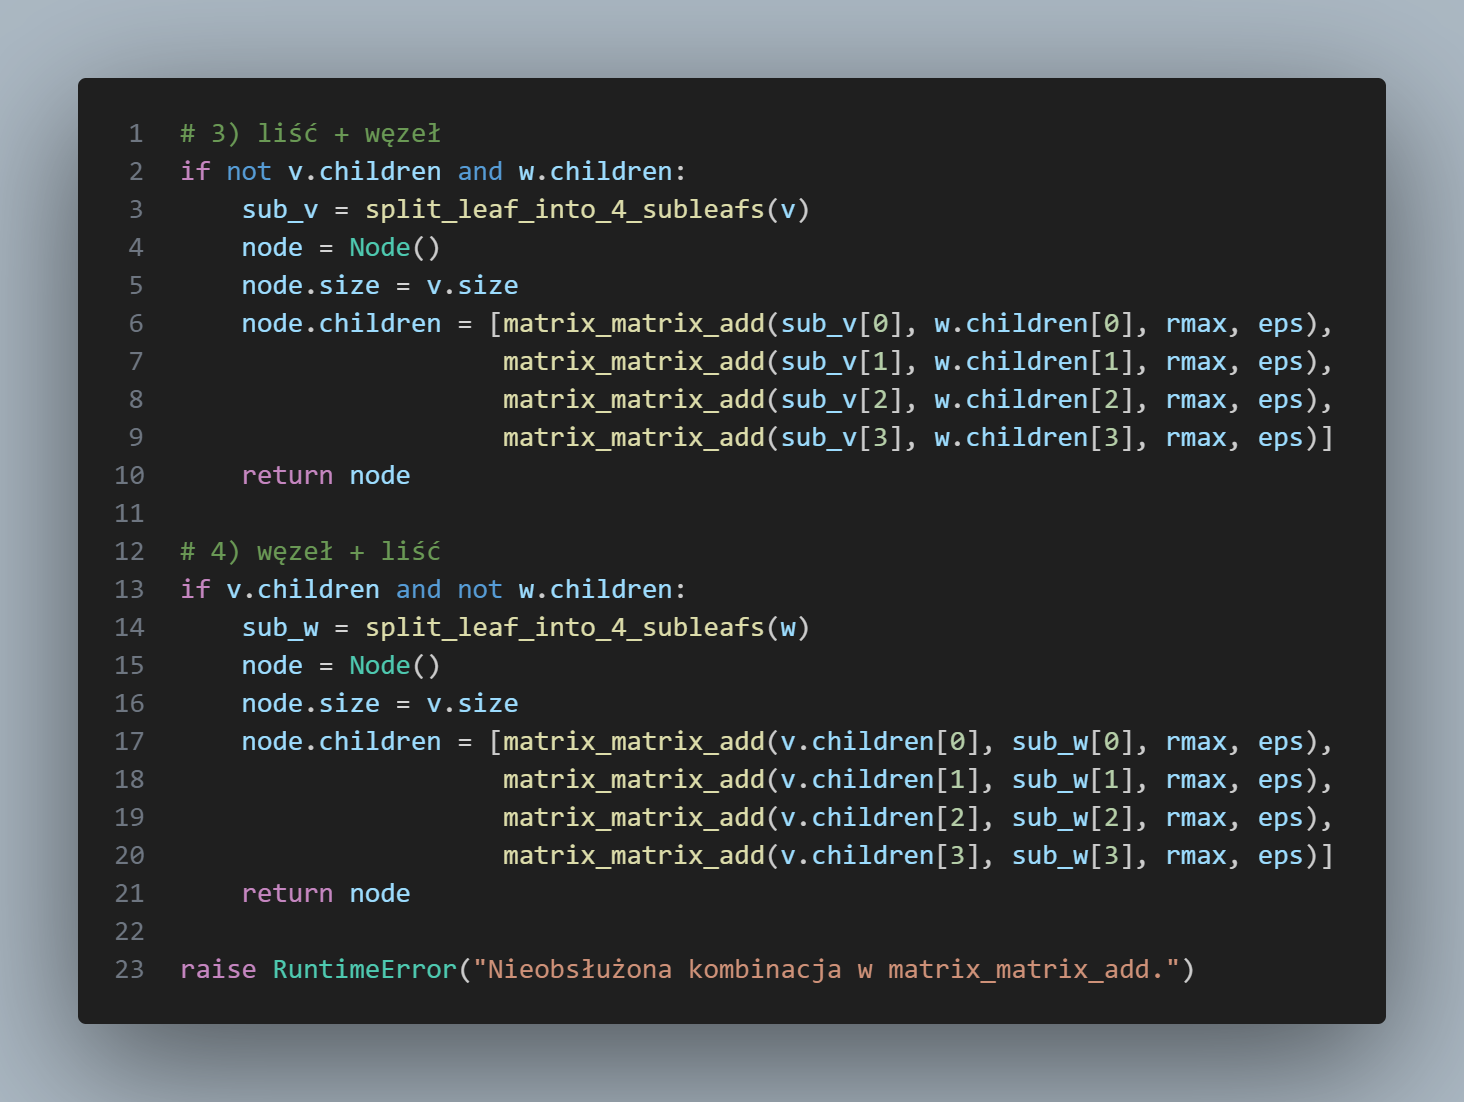 1 # 3) liść + węzeł
2 if not v.children and w.children:
3     sub_v = split_leaf_into_4_subleafs(v)
4     node = Node()
5     node.size = v.size
6     node.children = [matrix_matrix_add(sub_v[0], w.children[0], rmax, eps),
7                      matrix_matrix_add(sub_v[1], w.children[1], rmax, eps),
8                      matrix_matrix_add(sub_v[2], w.children[2], rmax, eps),
9                      matrix_matrix_add(sub_v[3], w.children[3], rmax, eps)]
10     return node
11
12 # 4) węzeł + liść
13 if v.children and not w.children:
14     sub_w = split_leaf_into_4_subleafs(w)
15     node = Node()
16     node.size = v.size
17     node.children = [matrix_matrix_add(v.children[0], sub_w[0], rmax, eps),
18                      matrix_matrix_add(v.children[1], sub_w[1], rmax, eps),
19                      matrix_matrix_add(v.children[2], sub_w[2], rmax, eps),
20                      matrix_matrix_add(v.children[3], sub_w[3], rmax, eps)]
21     return node
22
23 raise RuntimeError("Nieobsłużona kombinacja w matrix_matrix_add.")